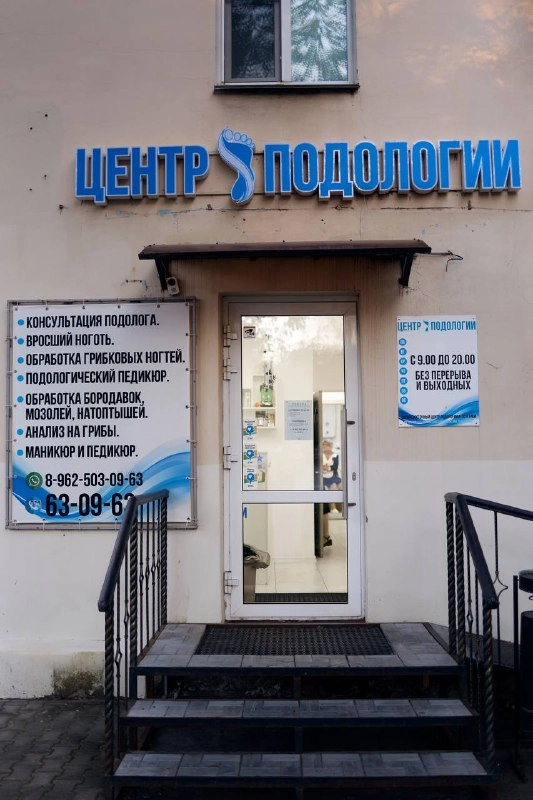 ЦЕНТР ПОДОЛОГИИ
КОНСУЛЬТАЦИЯ ПОДОЛОГА.
ВРОСШИЙ НОГОТЬ.
ОБРАБОТКА ГРИБКОВЫХ НОГТЕЙ.
ПОДОЛОГИЧЕСКИЙ ПЕДИКЮР.
ОБРАБОТКА БОРОДАВОК,
МОЗОЛЕЙ, НАТОПТЫШЕЙ.
АНАЛИЗ НА ГРИБЫ.
МАНИКЮР И ПЕДИКЮР.
8-962-503-09-63
63-09-63
ЦЕНТР ПОДОЛОГИИ
С 9.00 ДО 20.00
БЕЗ ПЕРЕРЫВА
И ВЫХОДНЫХ